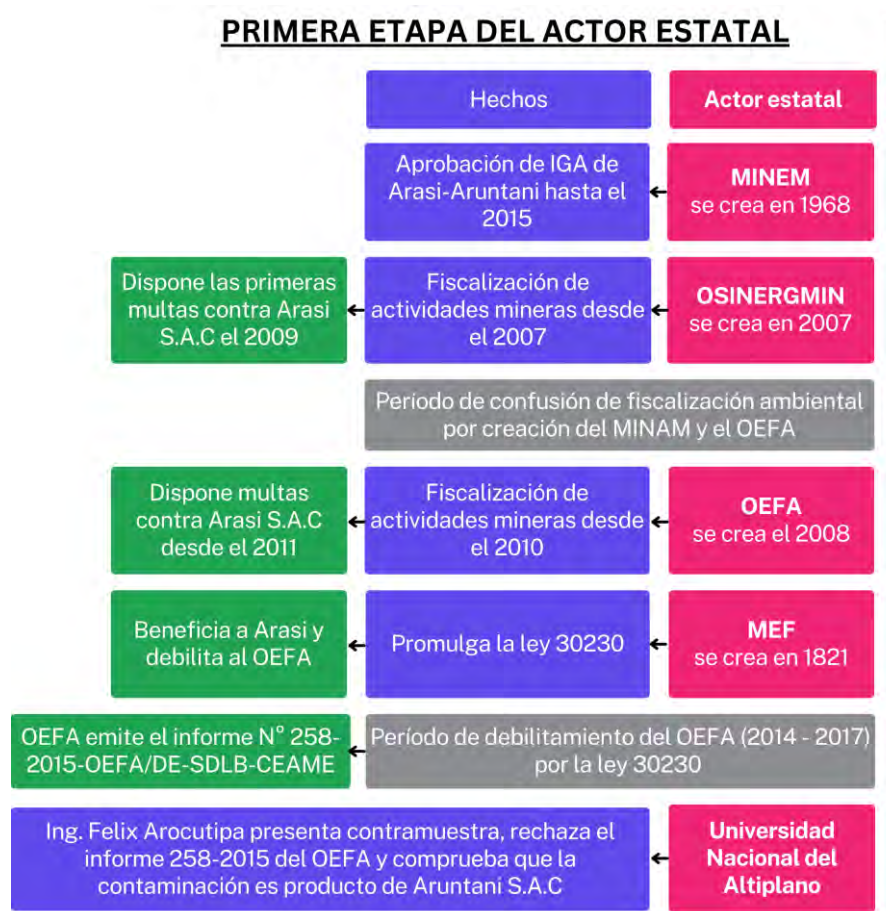 PRIMERA ETAPA DEL ACTOR ESTATAL
Hechos
Actor estatal
Aprobación de IGA de
Arasi-Aruntani hasta el
2015
MINEM
se crea en 1968
Dispone las primeras
multas contra Arasi
S.A.C el 2009
Fiscalización de
actividades mineras desde
el 2007
OSINERGMIN
se crea en 2007
Período de confusión de fiscalización ambiental
por creación del MINAM y el OEFA
Dispone multas
contra Arasi S.A.C
desde el 2011
Fiscalización de
actividades mineras desde
el 2010
OEFA
se crea el 2008
Beneficia a Arasi y
debilita al OEFA
Promulga la ley 30230
MEF
se crea en 1821
OEFA emite el informe N° 258-
2015-OEFA/DE-SDLB-CEAME
Período de debilitamiento del OEFA (2014 - 2017)
por la ley 30230
Ing. Felix Arocutipa presenta contramuestra, rechaza el
informe 258-2015 del OEFA y comprueba que la
contaminación es producto de Aruntani S.A.C
Universidad
Nacional del
Altiplano